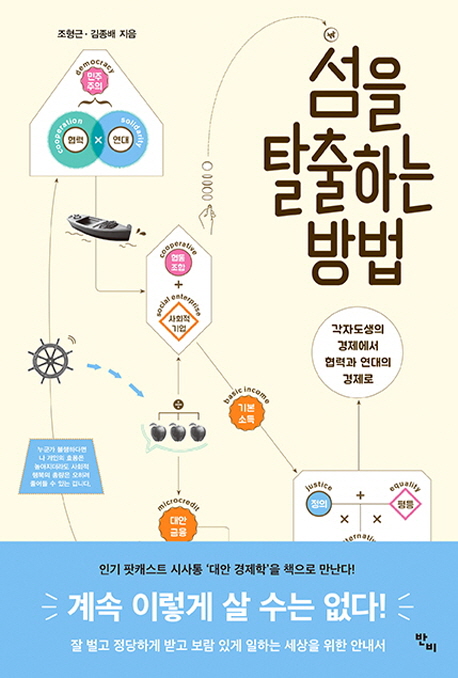 조형근 · 김종배 지음
섬을
탈출하는
방법
democracy
민주
주의
cooperation
solidarity
협력 × 연대
cooperative
협동
조합
+
social enterprise
사회적
기업
각자도생의
경제에서
협력과 연대의
경제로
basic income
기본
소득
÷
누군가 불행하다면
나 개인의 효용은
높아지더라도 사회적
행복의 총량은 오히려
줄어들 수 있는 겁니다.
microcredit
대안
금융
justice
equality
정의 + 평등
× ×
인기 팟캐스트 시사통 '대안 경제학'을 책으로 만난다!
계속 이렇게 살 수는 없다!
잘 벌고 정당하게 받고 보람 있게 일하는 세상을 위한 안내서
반비